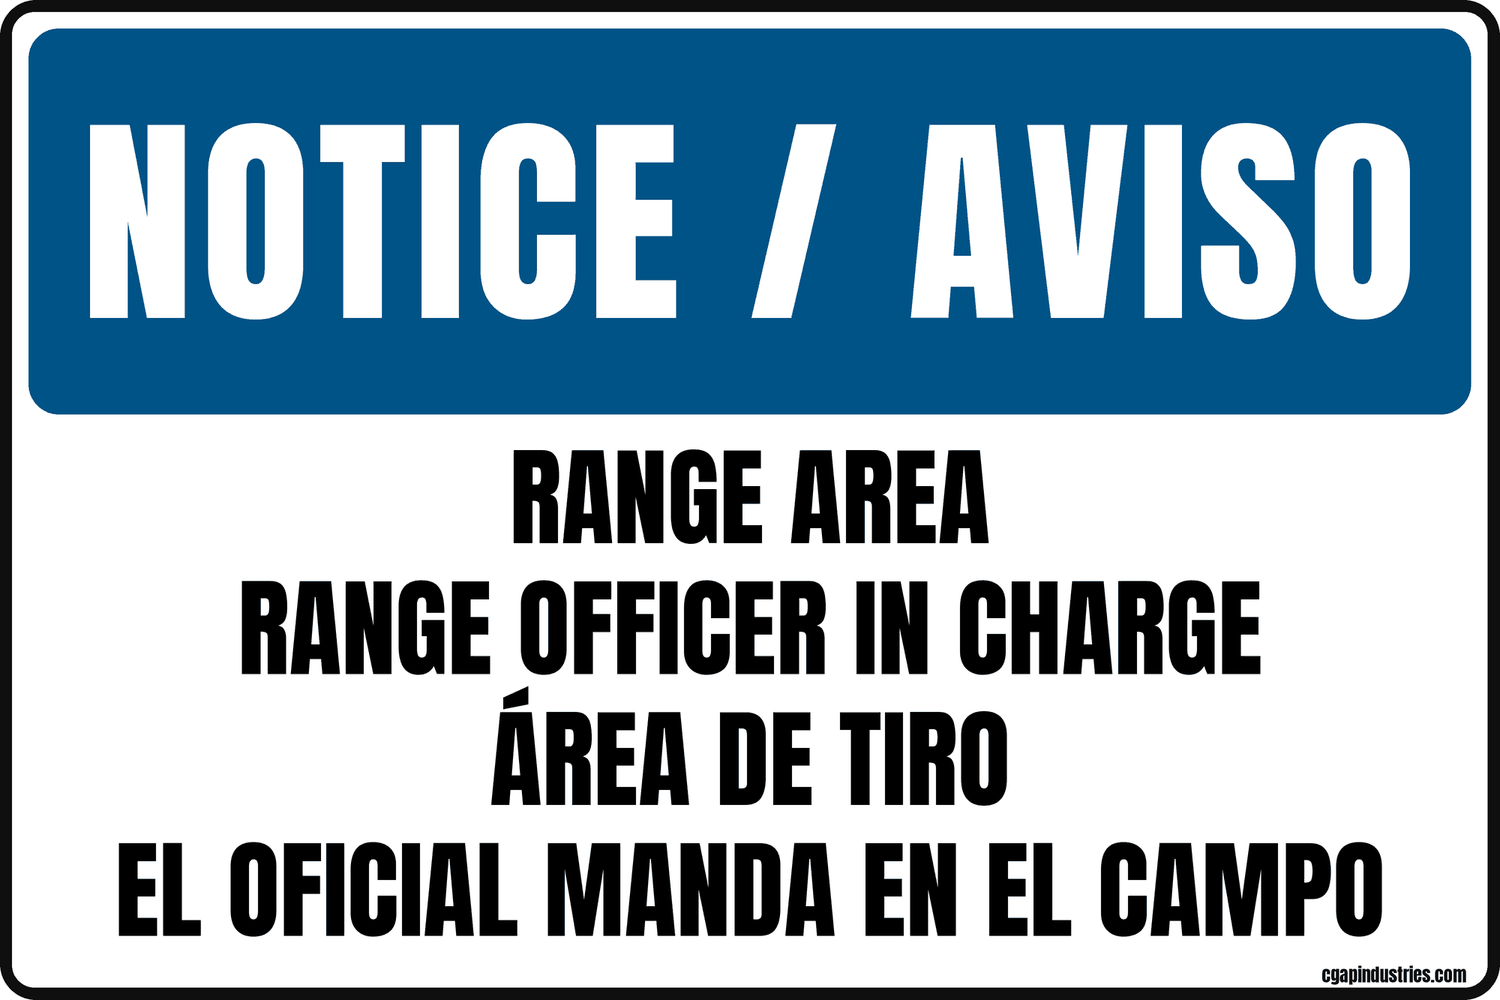 NOTICE / AVISO
RANGE AREA
RANGE OFFICER IN CHARGE
ÁREA DE TIRO
EL OFICIAL MANDA EN EL CAMPO
cgapindustries.com